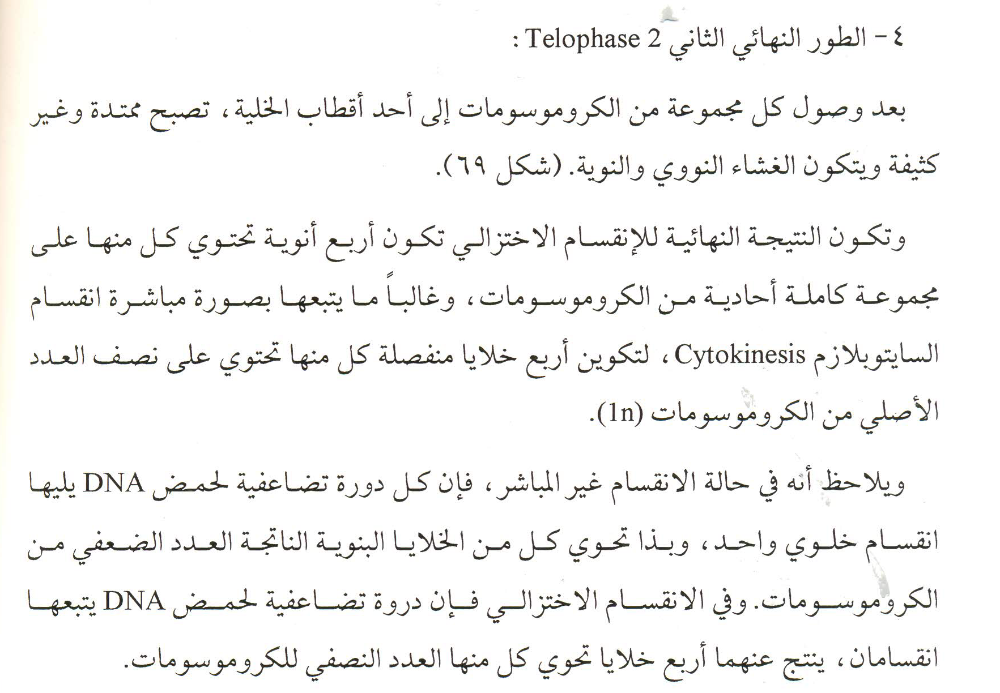 ٤- الطور النهائي الثاني Telophase 2 :
بعد وصول كل مجموعة من الكروموسومات إلى أحد أقطاب الخلية، تصبح ممتدة وغير
كثيفة ويتكون الغشاء النووي والنوية. (شكل ٦٩).
وتكون النتيجة النهائية للإنقسام الاختزالي تكون أربع أنوية تحتوي كل منها على
مجموعة كاملة أحادية من الكروموسومات، وغالباً ما يتبعها بصورة مباشرة انقسام
السايتوبلازم Cytokinesis ، لتكوين أربع خلايا منفصلة كل منها تحتوي على نصف العدد
الأصلي من الكروموسومات (1n).
ويلاحظ أنه في حالة الانقسام غير المباشر، فإن كل دورة تضاعفية لحمض DNA يليها
انقسام خلوي واحد، وبذا تحوي كل من الخلايا البنوية الناتجة العدد الضعفي من
الكروموسومات. وفي الانقسام الاختزالي فإن دروة تضاعفية لحمض DNA يتبعها
انقسامان، ينتج عنهما أربع خلايا تحوي كل منها العدد النصفي للكروموسومات.